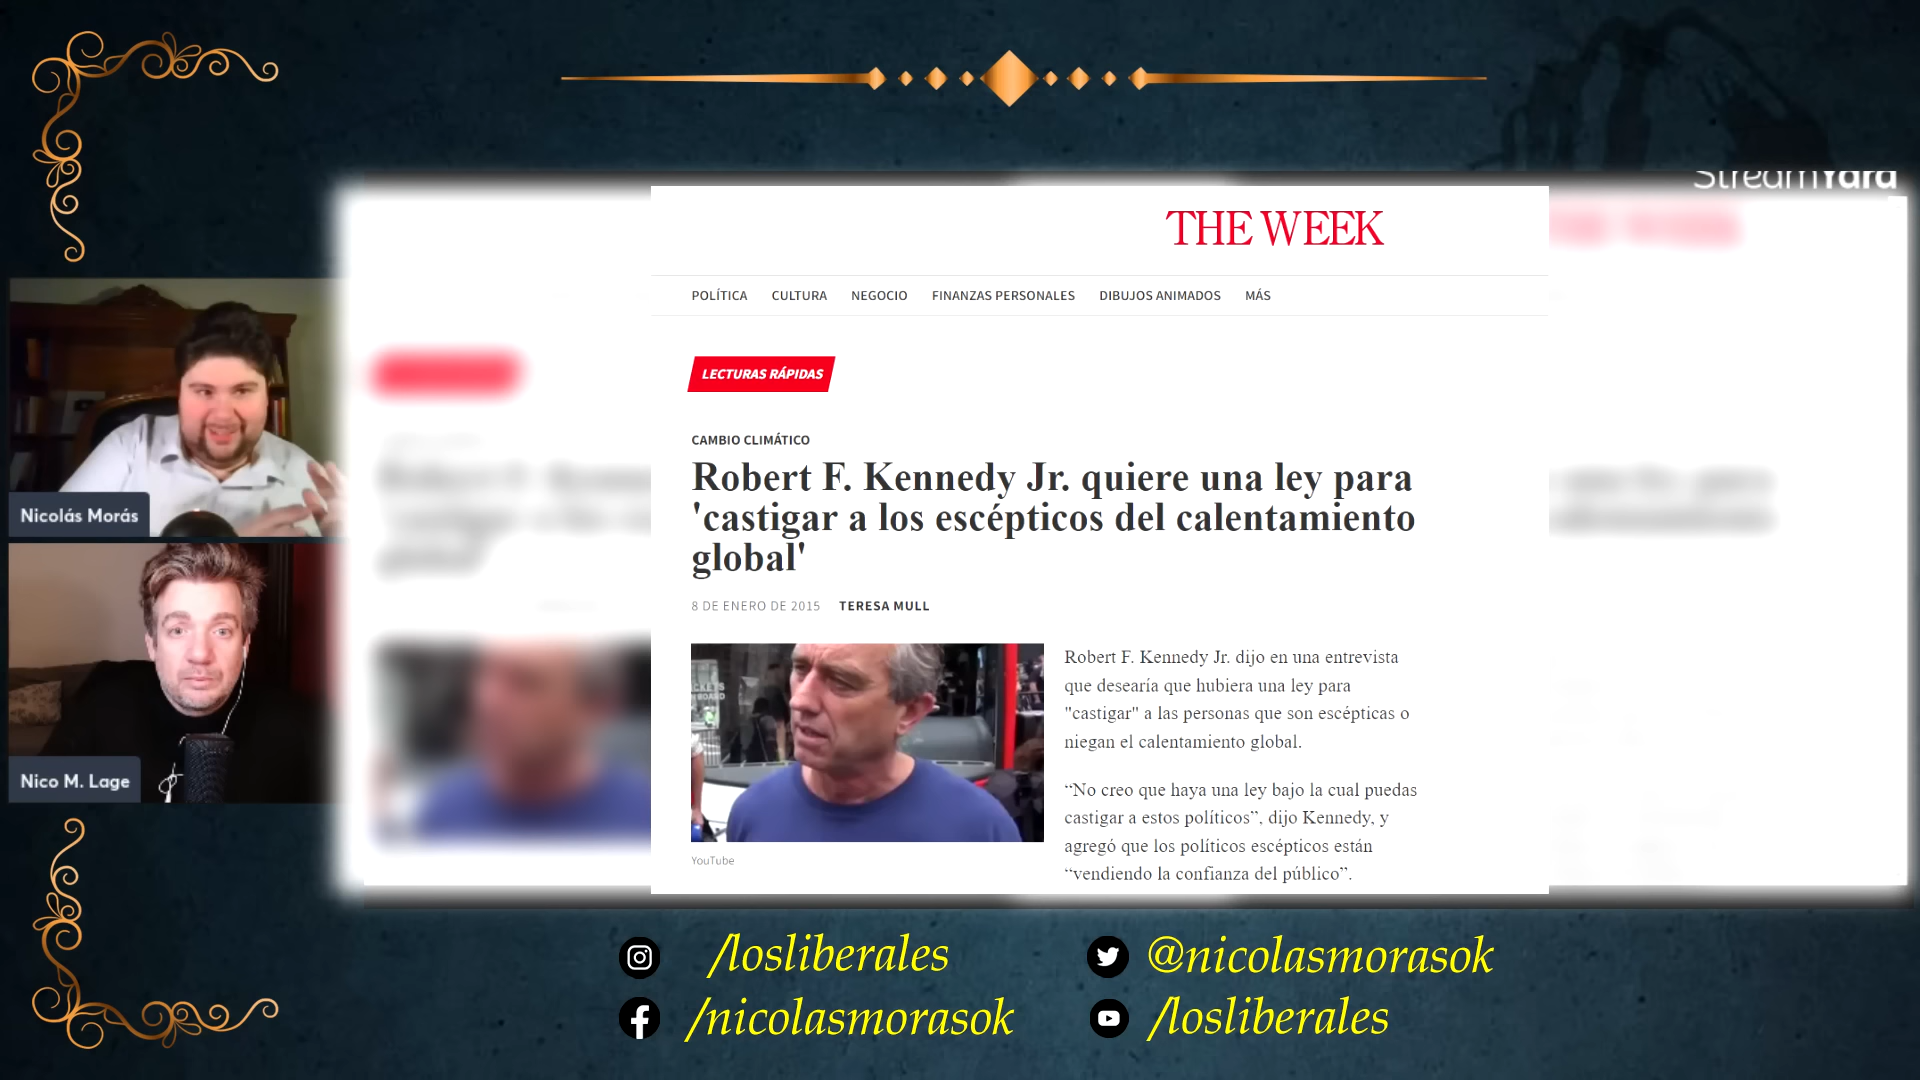 StreamYard
THE WEEK
POLÍTICA CULTURA NEGOCIO FINANZAS PERSONALES DIBUJOS ANIMADOS MÁS
LECTURAS RÁPIDAS
CAMBIO CLIMÁTICO
Robert F. Kennedy Jr. quiere una ley para
'castigar a los escépticos del calentamiento
global'
8 DE ENERO DE 2015 TERESA MULL
Robert F. Kennedy Jr. dijo en una entrevista
que desearía que hubiera una ley para
"castigar" a las personas que son escépticas o
niegan el calentamiento global.
“No creo que haya una ley bajo la cual puedas
castigar a estos políticos”, dijo Kennedy, y
agregó que los políticos escépticos están
“vendiendo la confianza del público”.
YouTube
Nicolás Morás
Nico M. Lage
/losliberales
@nicolasmorasok
/nicolasmorasok
/losliberales